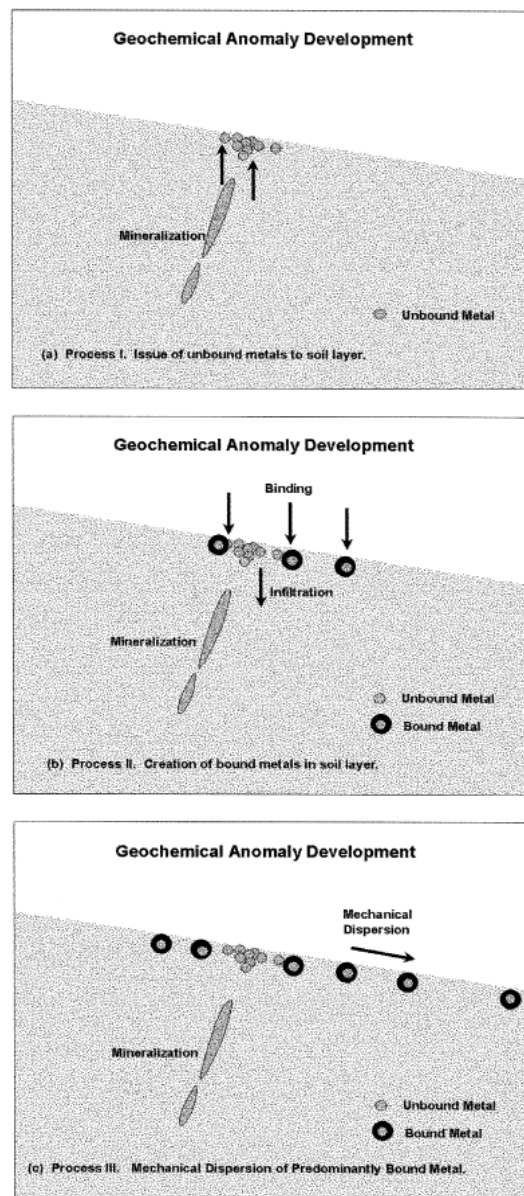 Geochemical Anomaly Development
Mineralization
Unbound Metal
(a) Process I. Issue of unbound metals to soil layer.
Geochemical Anomaly Development
Binding
Infiltration
Mineralization
Unbound Metal
Bound Metal
(b) Process II. Creation of bound metals in soil layer.
Geochemical Anomaly Development
Mechanical
Dispersion
Mineralization
Unbound Metal
Bound Metal
(c) Process III. Mechanical Dispersion of Predominantly Bound Metal.